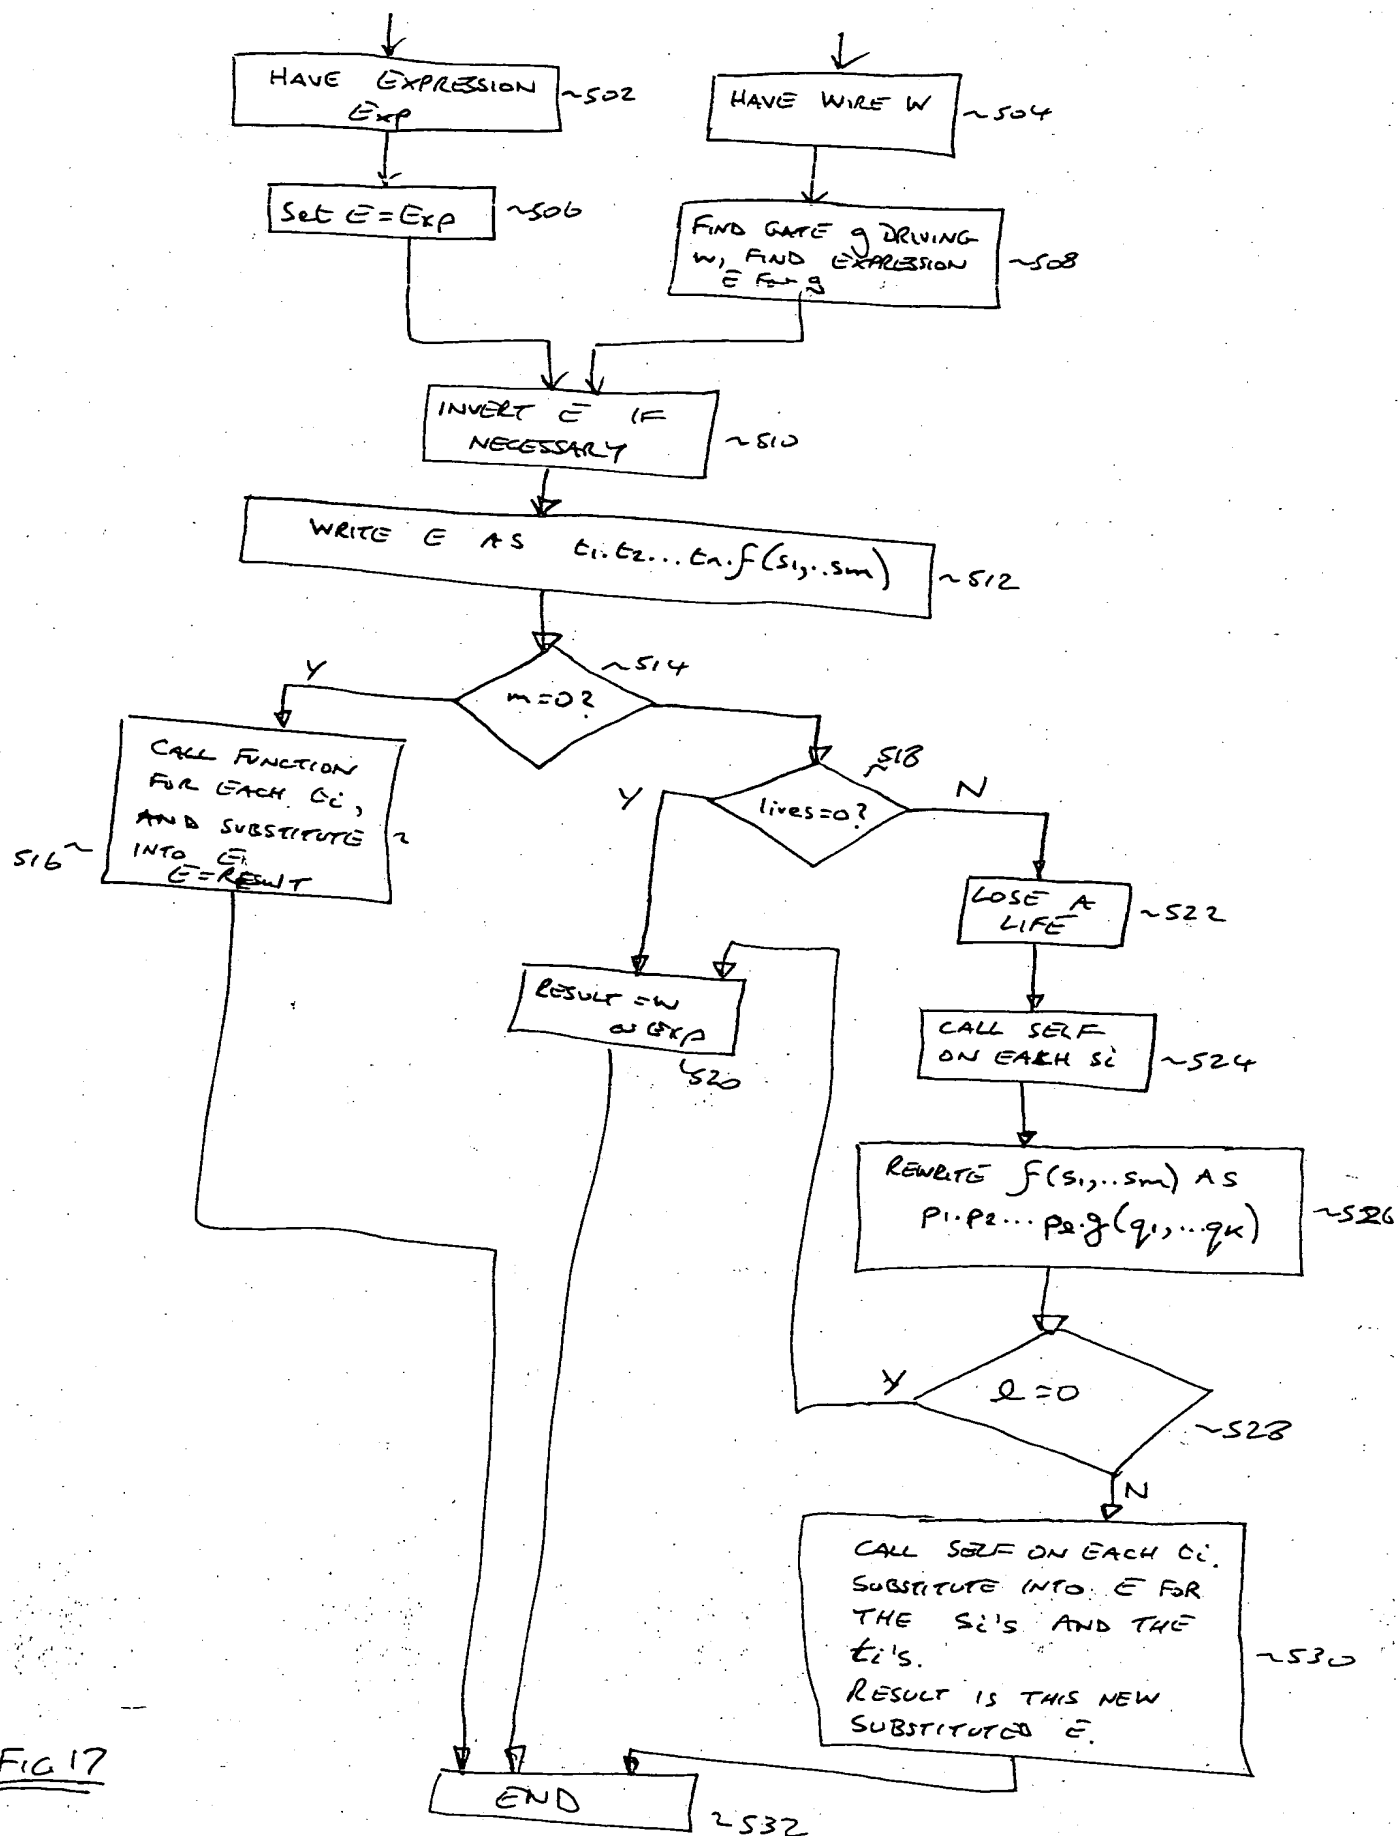 HAVE EXPRESSION
Exp
~502
HAVE WIRE W
~504
Set E=Exp
~506
FIND GATE g DRIVING
w, FIND EXPRESSION
E For g
~508
INVERT E IF
NECESSARY
~510
WRITE E AS t1.t2...tn.f(s1,..sm)
~512
~514
Y
m=0?
CALL FUNCTION
FOR EACH ti,
AND SUBSTITUTE
INTO E.
E=RESULT
516~
~518
Y
lives=0?
N
LOSE A
LIFE
~522
RESULT =W
or Exp
~520
CALL SELF
ON EACH si
~524
REWRITE f(s1,..sm) AS
p1.p2...pl.g(q1,...qk)
~526
Y
l=0
~528
N
CALL SELF ON EACH ti.
SUBSTITUTE INTO E FOR
THE si's AND THE
ti's.
RESULT IS THIS NEW
SUBSTITUTED E.
~530
FIG 17
END
~532